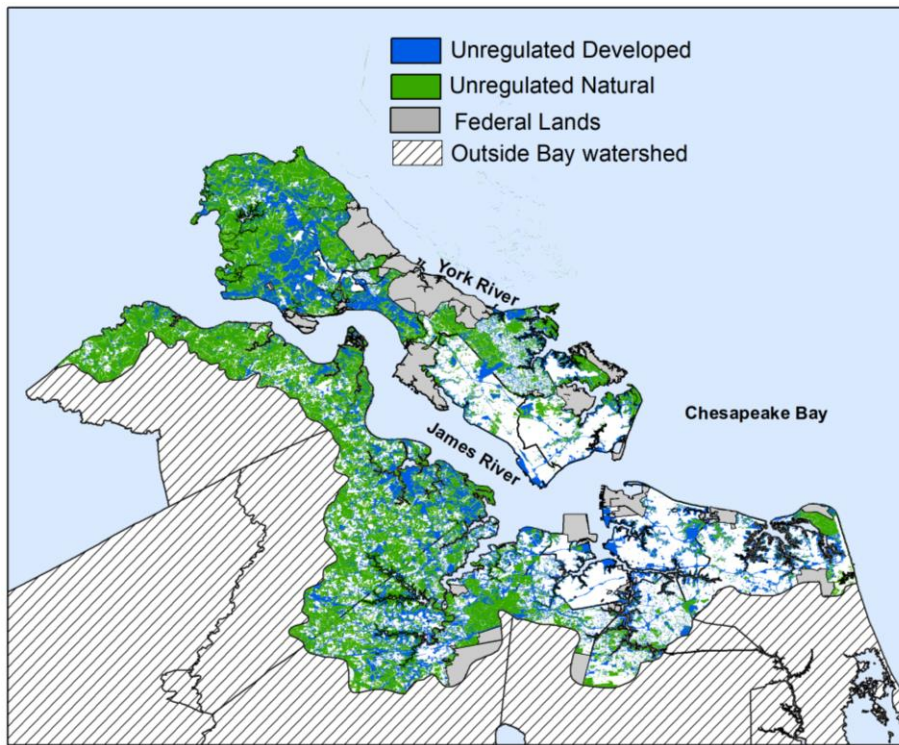 Unregulated Developed
Unregulated Natural
Federal Lands
Outside Bay watershed
York River
Chesapeake Bay
James River